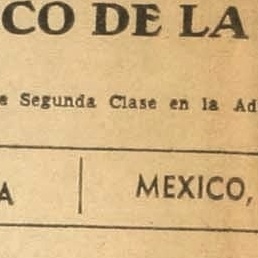 CO DE LA
Segunda Clase en la Ad
A MEXICO,